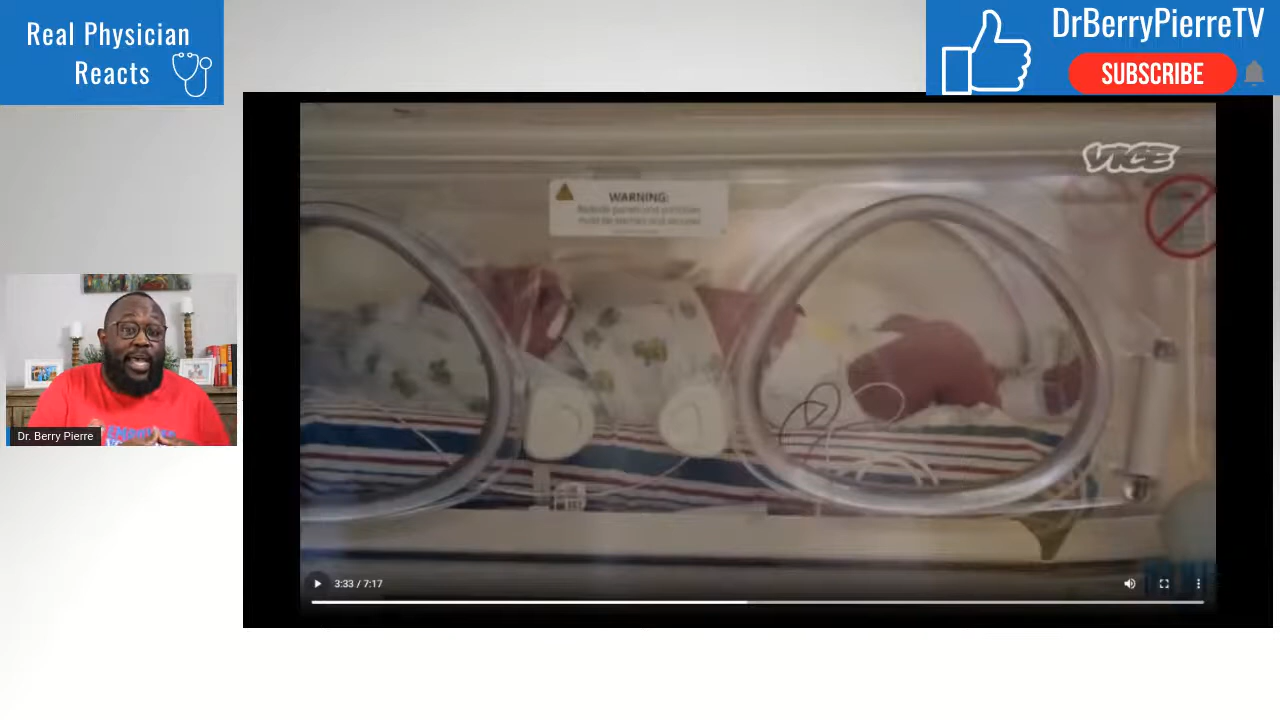 Real Physician
Reacts
DrBerryPierreTV
SUBSCRIBE
VICE
WARNING:
Dr. Berry Pierre
3:33 / 7:17